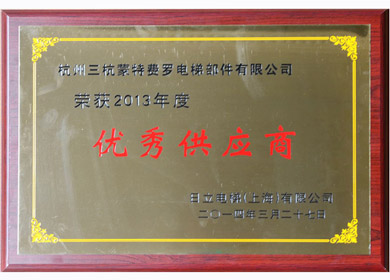 杭州三杭蒙特费罗电梯部件有限公司
荣获2013年度
优秀供应商
日立电梯(上海)有限公司
二〇一四年三月二十七日